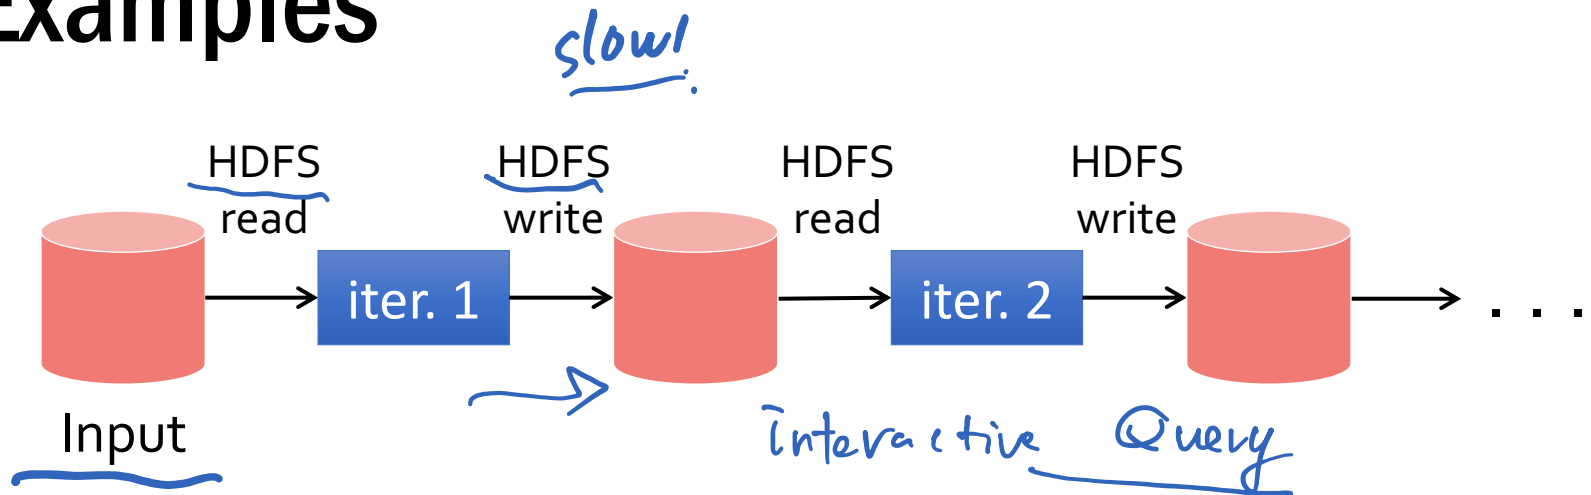 Examples
slow!
HDFS read
HDFS write
HDFS read
HDFS write
iter. 1
iter. 2
. . .
Input
Interactive Query